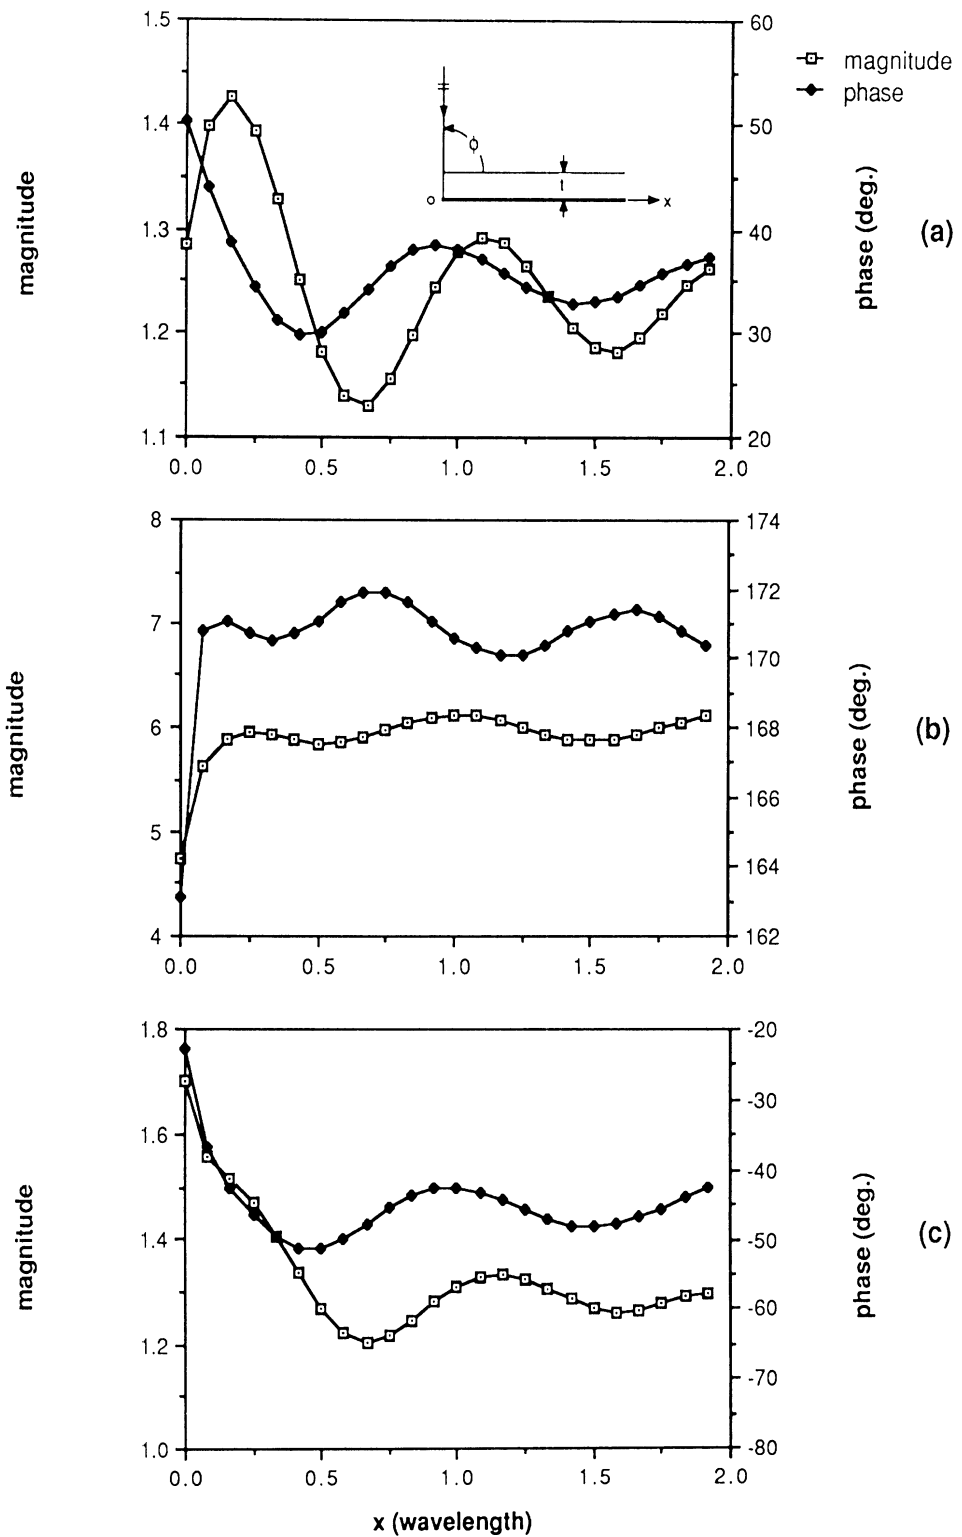 1.5
60
magnitude
phase
1.4
50
ϕ
t
o
x
magnitude
1.3
40
phase (deg.)
(a)
1.2
30
1.1
20
0.0 0.5 1.0 1.5 2.0
8
174
172
7
170
magnitude
6
168
phase (deg.)
(b)
166
5
164
4
162
0.0 0.5 1.0 1.5 2.0
1.8
-20
-30
1.6
-40
magnitude
1.4
-50
phase (deg.)
(c)
-60
1.2
-70
1.0
-80
0.0 0.5 1.0 1.5 2.0
x (wavelength)